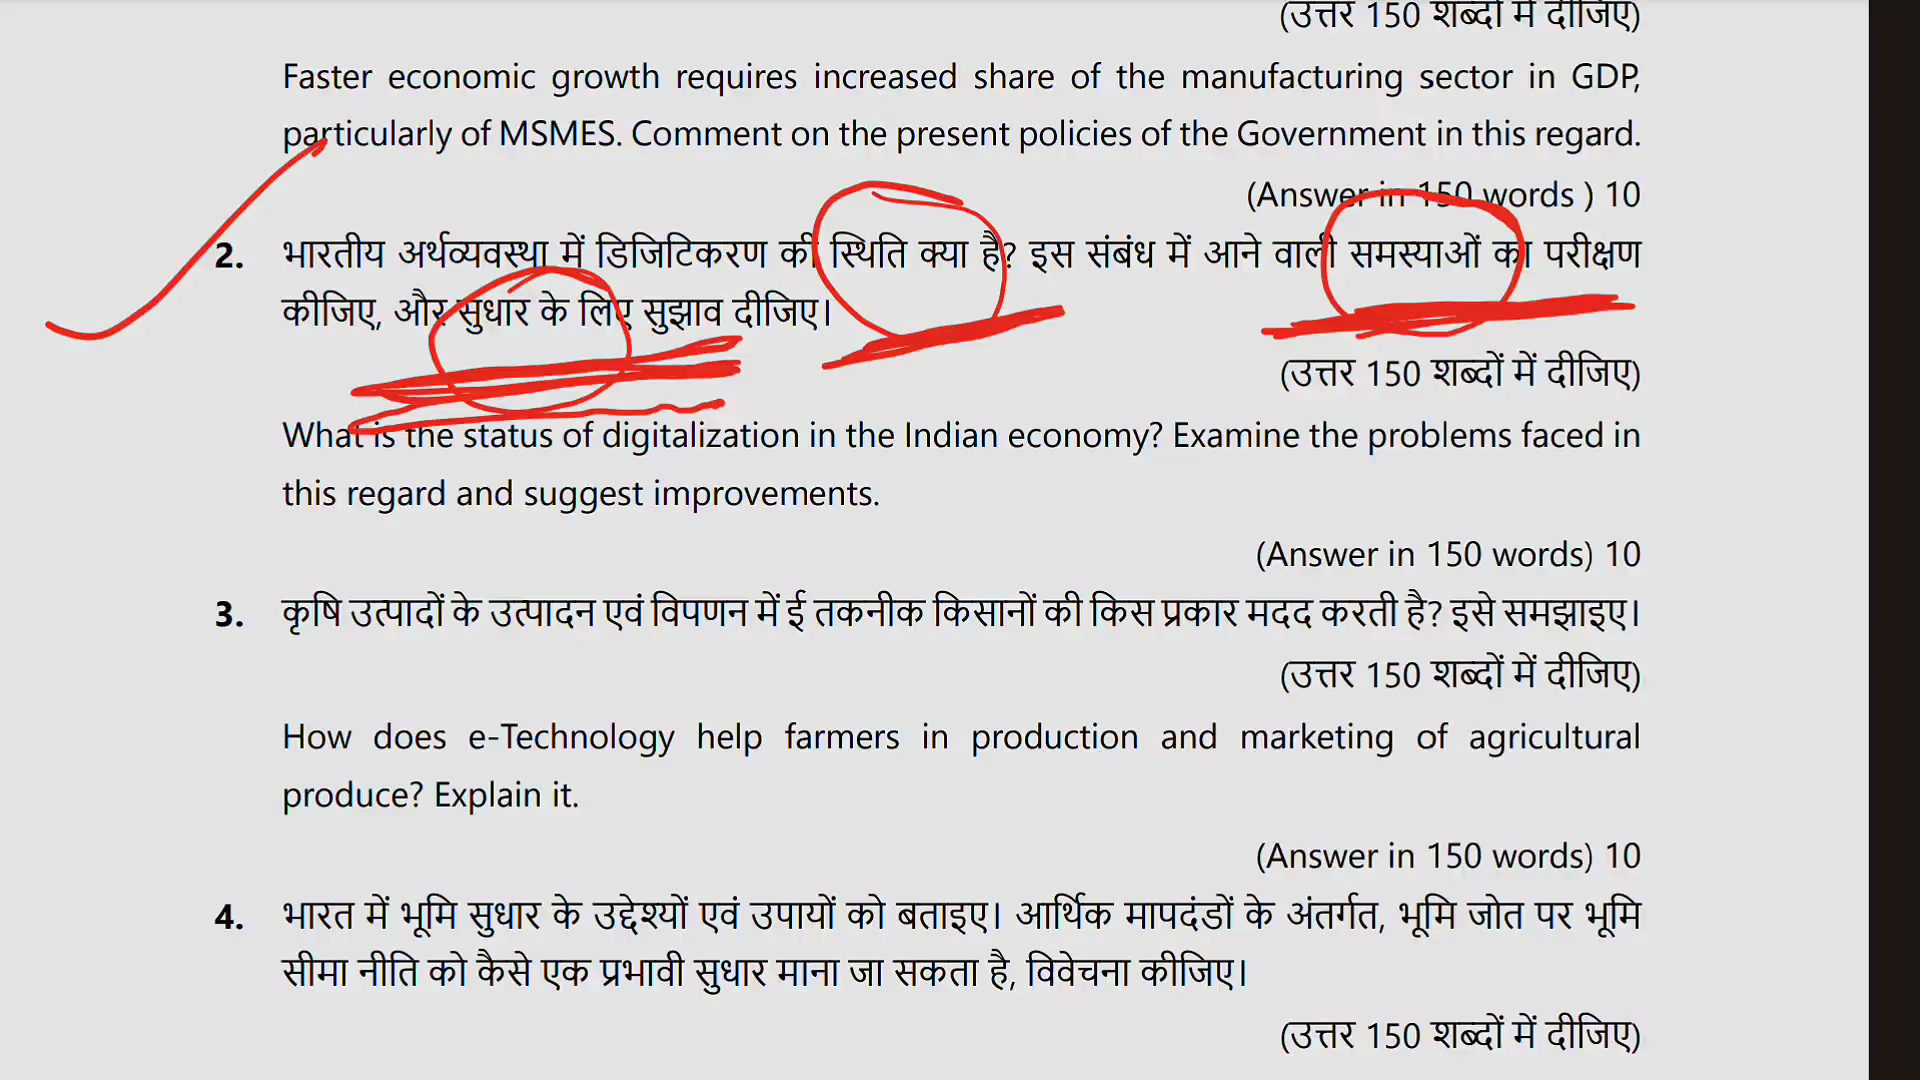 (उत्तर 150 शब्दों में दीजिए)
Faster economic growth requires increased share of the manufacturing sector in GDP,
particularly of MSMES. Comment on the present policies of the Government in this regard.
(Answer in 150 words ) 10
2. भारतीय अर्थव्यवस्था में डिजिटिकरण की स्थिति क्या है? इस संबंध में आने वाली समस्याओं का परीक्षण
कीजिए, और सुधार के लिए सुझाव दीजिए।
(उत्तर 150 शब्दों में दीजिए)
What is the status of digitalization in the Indian economy? Examine the problems faced in
this regard and suggest improvements.
(Answer in 150 words) 10
3. कृषि उत्पादों के उत्पादन एवं विपणन में ई तकनीक किसानों की किस प्रकार मदद करती है? इसे समझाइए।
(उत्तर 150 शब्दों में दीजिए)
How does e-Technology help farmers in production and marketing of agricultural
produce? Explain it.
(Answer in 150 words) 10
4. भारत में भूमि सुधार के उद्देश्यों एवं उपायों को बताइए। आर्थिक मापदंडों के अंतर्गत, भूमि जोत पर भूमि
सीमा नीति को कैसे एक प्रभावी सुधार माना जा सकता है, विवेचना कीजिए।
(उत्तर 150 शब्दों में दीजिए)